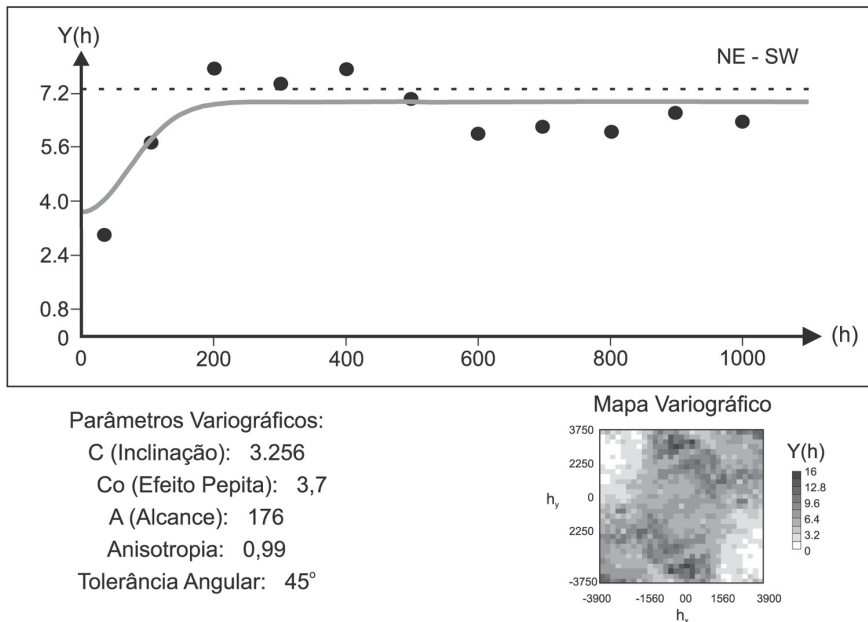 Y(h)
NE - SW
7.2
5.6
4.0
2.4
0.8
0
(h)
0 200 400 600 800 1000
Parâmetros Variográficos:
C (Inclinação): 3.256
Co (Efeito Pepita): 3,7
A (Alcance): 176
Anisotropia: 0,99
Tolerância Angular: 45°
Mapa Variográfico
3750
2250
0
2250
-3750
hy
-3900 -1560 00 1560 3900
hx
Y(h)
16
12.8
9.6
6.4
3.2
0